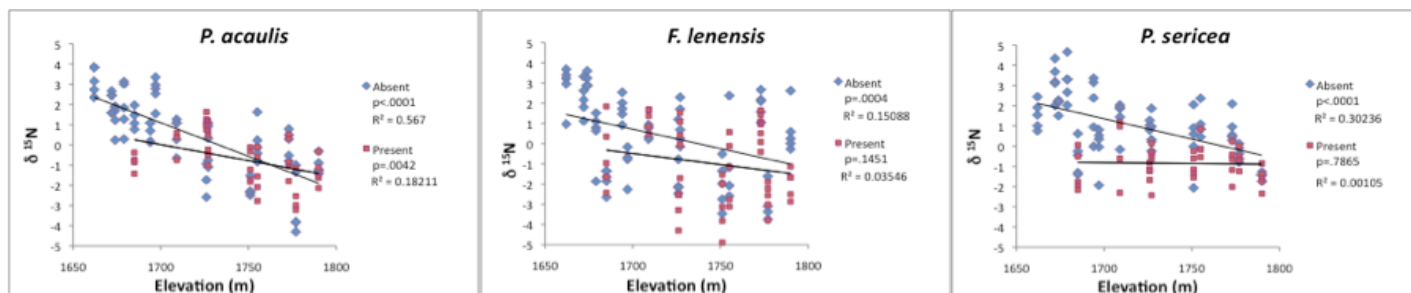 P. acaulis
5
4
3
2
1
0
-1
-2
-3
-4
-5
δ ¹⁵N
1650 1700 1750 1800
Elevation (m)
Absent
p<.0001
R² = 0.567
Present
p=.0042
R² = 0.18211
F. lenensis
5
4
3
2
1
0
-1
-2
-3
-4
-5
δ ¹⁵N
1650 1700 1750 1800
Elevation (m)
Absent
p=.0004
R² = 0.15088
Present
p=.1451
R² = 0.03546
P. sericea
5
4
3
2
1
0
-1
-2
-3
-4
-5
δ ¹⁵N
1650 1700 1750 1800
Elevation (m)
Absent
p<.0001
R² = 0.30236
Present
p=.7865
R² = 0.00105